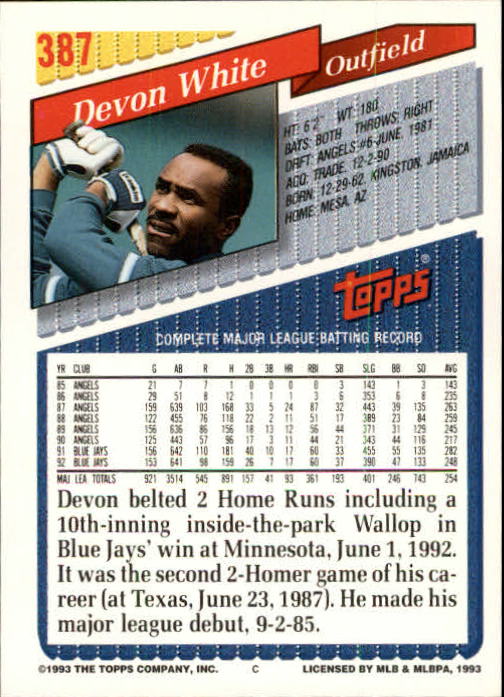 387
Devon White
Outfield
HT: 6'2" WT: 180
BATS: BOTH THROWS: RIGHT
DRFT: ANGELS #6-JUNE, 1981
ACQ: TRADE, 12-2-90
BORN: 12-29-62, KINGSTON, JAMAICA
HOME: MESA, AZ
Topps®
COMPLETE MAJOR LEAGUE BATTING RECORD
YR CLUB G AB R H 2B 3B HR RBI SB SLG BB SO AVG
85 ANGELS 21 7 7 1 0 0 0 0 3 .143 1 3 .143
86 ANGELS 29 51 8 12 1 1 1 3 6 .353 6 8 .235
87 ANGELS 159 639 103 168 33 5 24 87 32 .443 39 135 .263
88 ANGELS 122 455 76 118 22 2 11 51 17 .389 23 84 .259
89 ANGELS 156 636 86 156 18 13 12 56 44 .371 31 129 .245
90 ANGELS 125 443 57 96 17 3 11 44 21 .343 44 116 .217
91 BLUE JAYS 156 642 110 181 40 10 17 60 33 .455 55 135 .282
92 BLUE JAYS 153 641 98 159 26 7 17 60 37 .390 47 133 .248
MAJ. LEA. TOTALS 921 3514 545 891 157 41 93 361 193 .401 246 743 .254
Devon belted 2 Home Runs including a
10th-inning inside-the-park Wallop in
Blue Jays' win at Minnesota, June 1, 1992.
It was the second 2-Homer game of his ca-
reer (at Texas, June 23, 1987). He made his
major league debut, 9-2-85.
©1993 THE TOPPS COMPANY, INC. C LICENSED BY MLB & MLBPA, 1993